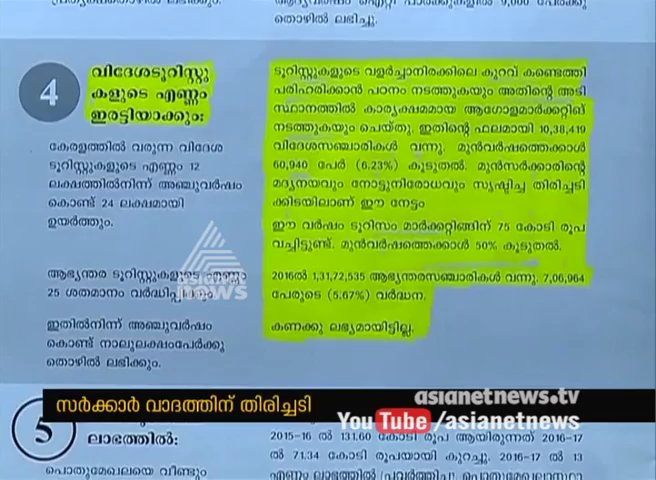 തൊഴിൽ ലഭിച്ചു.
4
വിദേശടൂറിസ്റ്റു
കളുടെ എണ്ണം
ഇരട്ടിയാക്കും:
കേരളത്തിൽ വരുന്ന വിദേശ
ടൂറിസ്റ്റുകളുടെ എണ്ണം 12
ലക്ഷത്തിൽനിന്ന് അഞ്ചുവർഷം
കൊണ്ട് 24 ലക്ഷമായി
ഉയർത്തും.
ആഭ്യന്തര ടൂറിസ്റ്റുകളുടെ എണ്ണം
25 ശതമാനം വർദ്ധിപ്പിക്കും
ഇതിൽനിന്ന് അഞ്ചുവർഷം
കൊണ്ട് നാലുലക്ഷംപേർക്കു
തൊഴിൽ ലഭിക്കും.
ടൂറിസ്റ്റുകളുടെ വളർച്ചാനിരക്കിലെ കുറവ് കണ്ടെത്തി
പരിഹരിക്കാൻ പഠനം നടത്തുകയും അതിന്റെ അടി
സ്ഥാനത്തിൽ കാര്യക്ഷമമായ ആഗോളമാർക്കറ്റിങ്
നടത്തുകയും ചെയ്തു. ഇതിന്റെ ഫലമായി 10,38,419
വിദേശസഞ്ചാരികൾ വന്നു. മുൻവർഷത്തെക്കാൾ
60,940 പേർ (6.23%) കൂടുതൽ. മുൻസർക്കാരിന്റെ
മദ്യനയവും നോട്ടുനിരോധവും സൃഷ്ടിച്ച തിരിച്ചടി
ക്കിടയിലാണ് ഈ നേട്ടം
ഈ വർഷം ടൂറിസം മാർക്കറ്റിങ്ങിന് 75 കോടി രൂപ
വച്ചിട്ടുണ്ട്. മുൻവർഷത്തെക്കാൾ 50% കൂടുതൽ.
2016ൽ 1,31,72,535 ആഭ്യന്തരസഞ്ചാരികൾ വന്നു. 7,06,964
പേരുടെ (5.67%) വർദ്ധന.
കണക്കു ലഭ്യമായിട്ടില്ല.
asianet
news
സർക്കാർ വാദത്തിന് തിരിച്ചടി
asianetnews.tv
YouTube /asianetnews
5
ലാഭത്തിൽ:
പൊതുമേഖലയെ വീണ്ടും
2015-16 ൽ 131.60 കോടി രൂപ ആയിരുന്നത് 2016-17
ൽ 71.34 കോടി രൂപയായി കുറച്ചു. 2016-17 ൽ 13